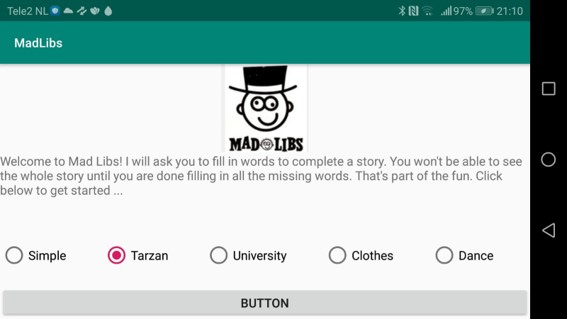 Tele2 NL 97% 21:10
MadLibs
MAD LIBS
Welcome to Mad Libs! I will ask you to fill in words to complete a story. You won't be able to see
the whole story until you are done filling in all the missing words. That's part of the fun. Click
below to get started ...
Simple Tarzan University Clothes Dance
BUTTON